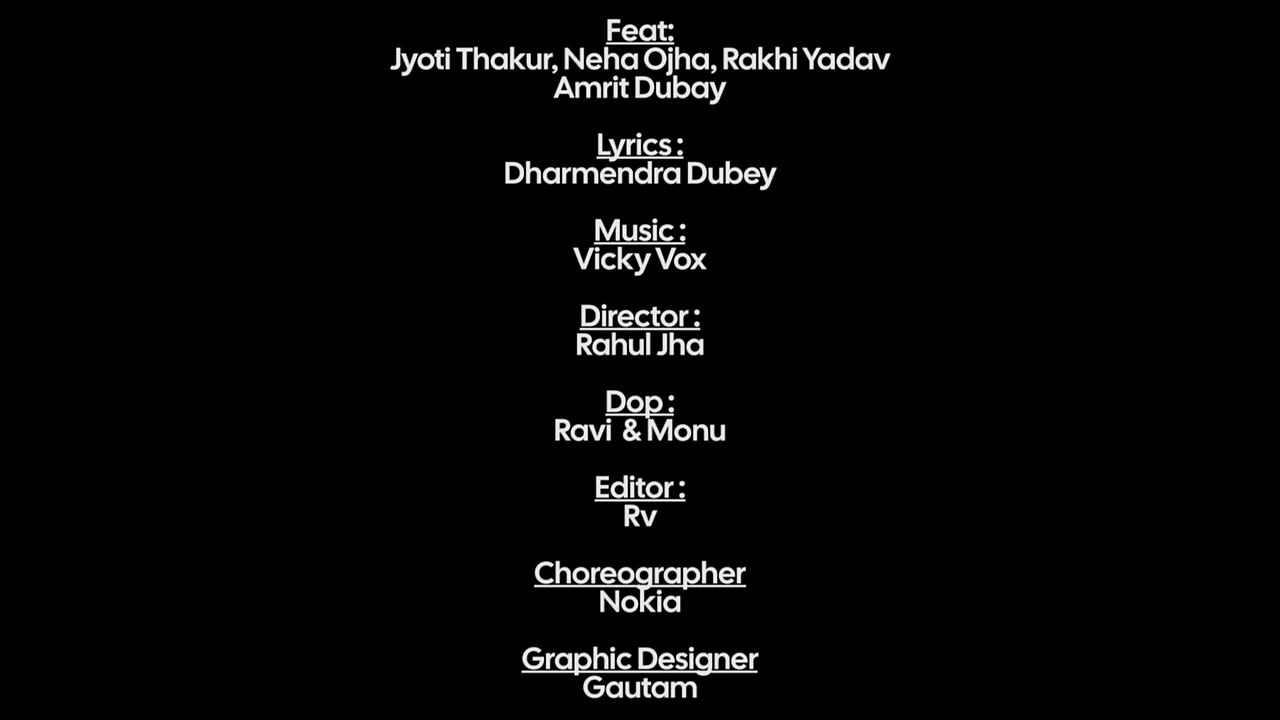 Feat:
Jyoti Thakur, Neha Ojha, Rakhi Yadav
Amrit Dubay
Lyrics :
Dharmendra Dubey
Music :
Vicky Vox
Director :
Rahul Jha
Dop :
Ravi & Monu
Editor :
Rv
Choreographer
Nokia
Graphic Designer
Gautam